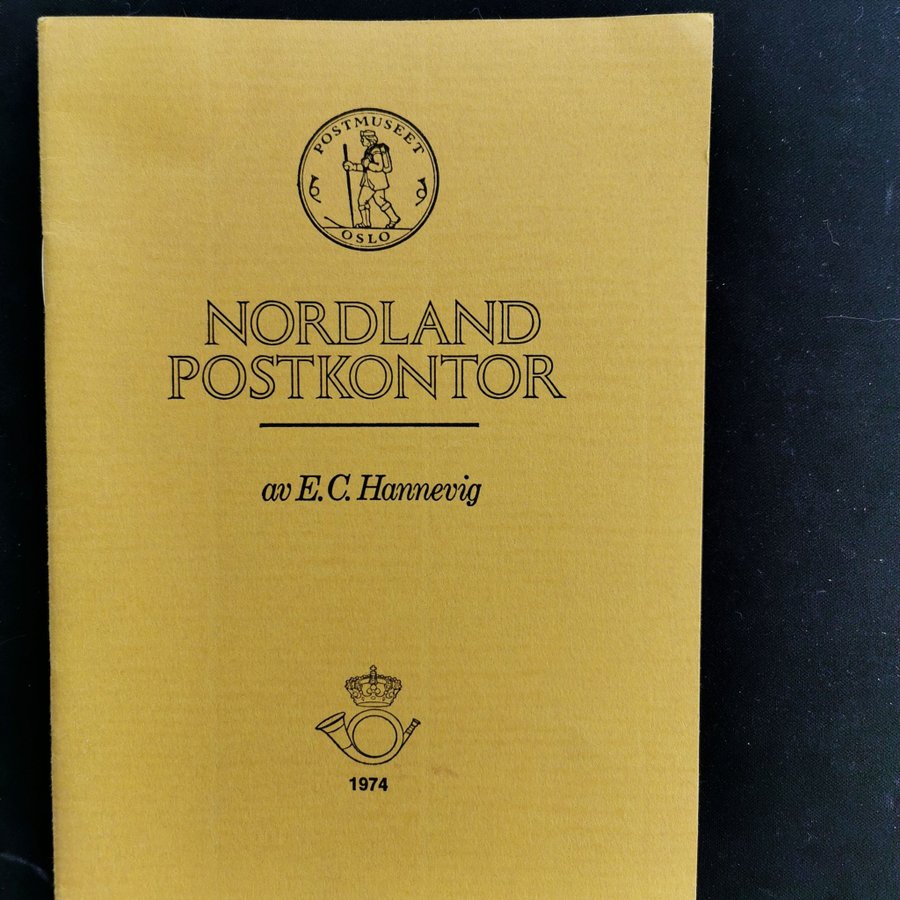 POSTMUSEET
OSLO
NORDLAND
POSTKONTOR
av E.C. Hannevig
1974